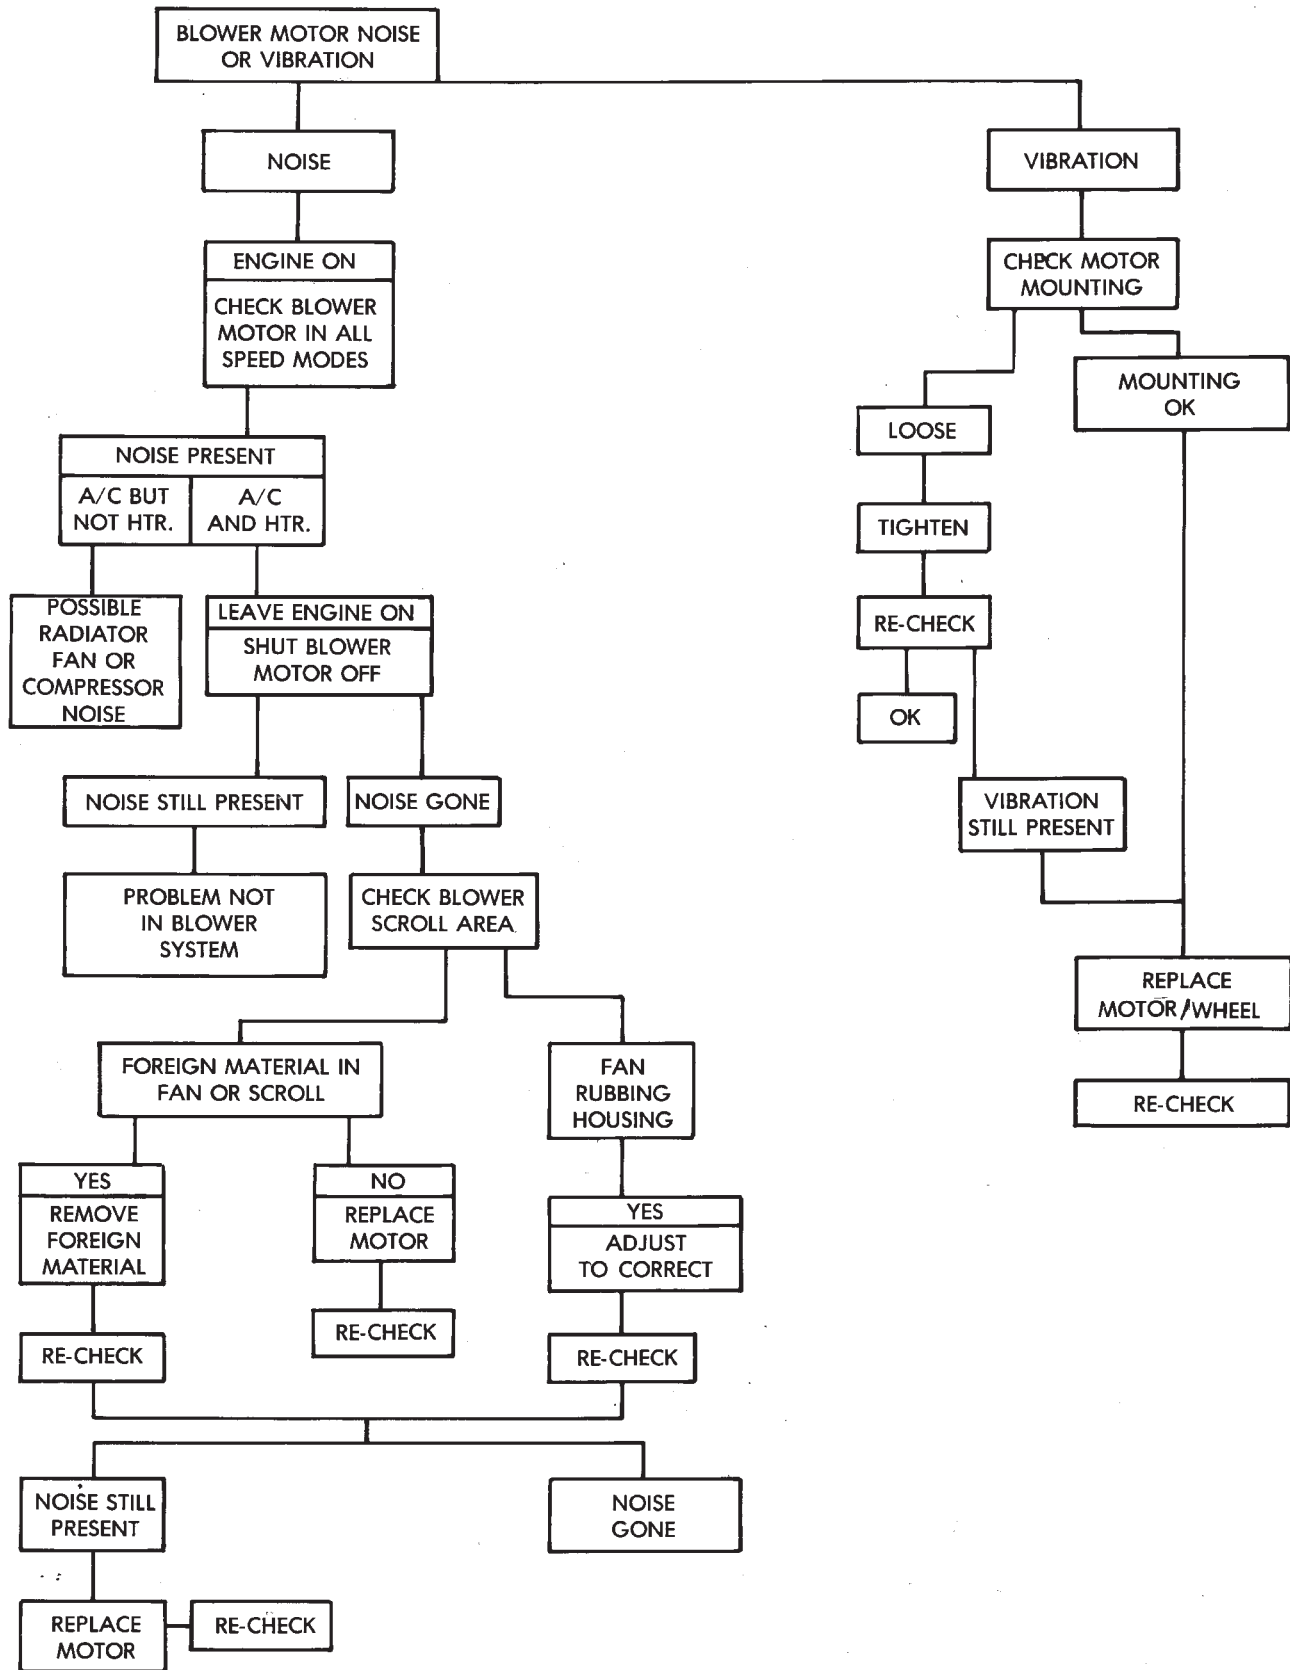 BLOWER MOTOR NOISE
OR VIBRATION
NOISE
VIBRATION
ENGINE ON
CHECK BLOWER
MOTOR IN ALL
SPEED MODES
CHECK MOTOR
MOUNTING
MOUNTING
OK
LOOSE
NOISE PRESENT
A/C BUT
NOT HTR.
A/C
AND HTR.
TIGHTEN
POSSIBLE
RADIATOR
FAN OR
COMPRESSOR
NOISE
LEAVE ENGINE ON
SHUT BLOWER
MOTOR OFF
RE-CHECK
OK
NOISE STILL PRESENT
NOISE GONE
VIBRATION
STILL PRESENT
PROBLEM NOT
IN BLOWER
SYSTEM
CHECK BLOWER
SCROLL AREA
REPLACE
MOTOR/WHEEL
RE-CHECK
FOREIGN MATERIAL IN
FAN OR SCROLL
FAN
RUBBING
HOUSING
YES
REMOVE
FOREIGN
MATERIAL
NO
REPLACE
MOTOR
YES
ADJUST
TO CORRECT
RE-CHECK
RE-CHECK
RE-CHECK
NOISE STILL
PRESENT
NOISE
GONE
REPLACE
MOTOR
RE-CHECK